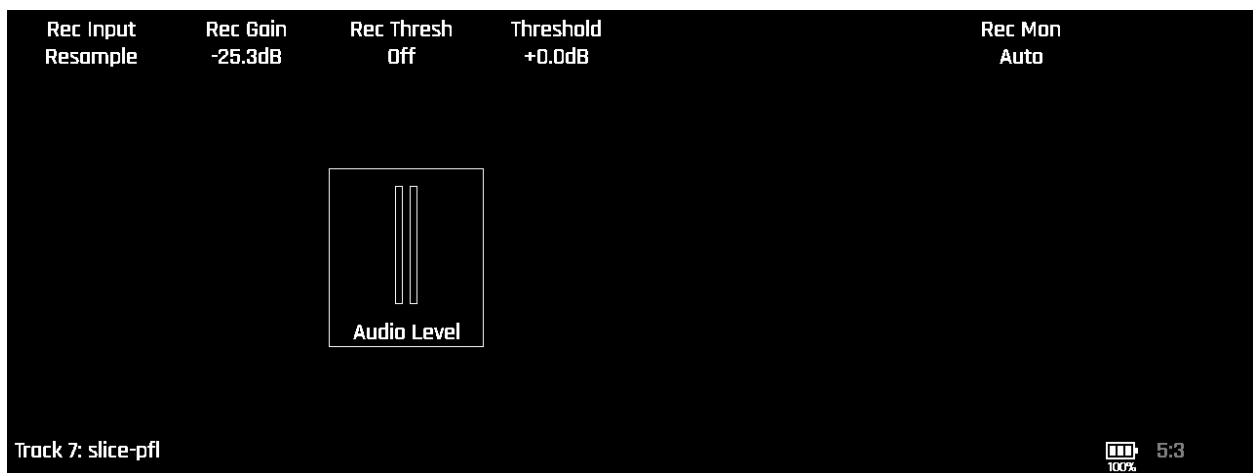 Rec Input Rec Gain Rec Thresh Threshold Rec Mon
Resample -25.3dB Off +0.0dB Auto
Audio Level
Track 7: slice-pfl
100%
5:3